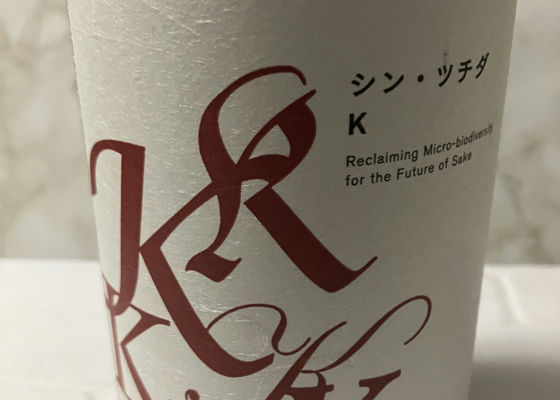 シン・ツチダ
K
Reclaiming Micro-biodiversity
for the Future of Sake
K
K
K
K